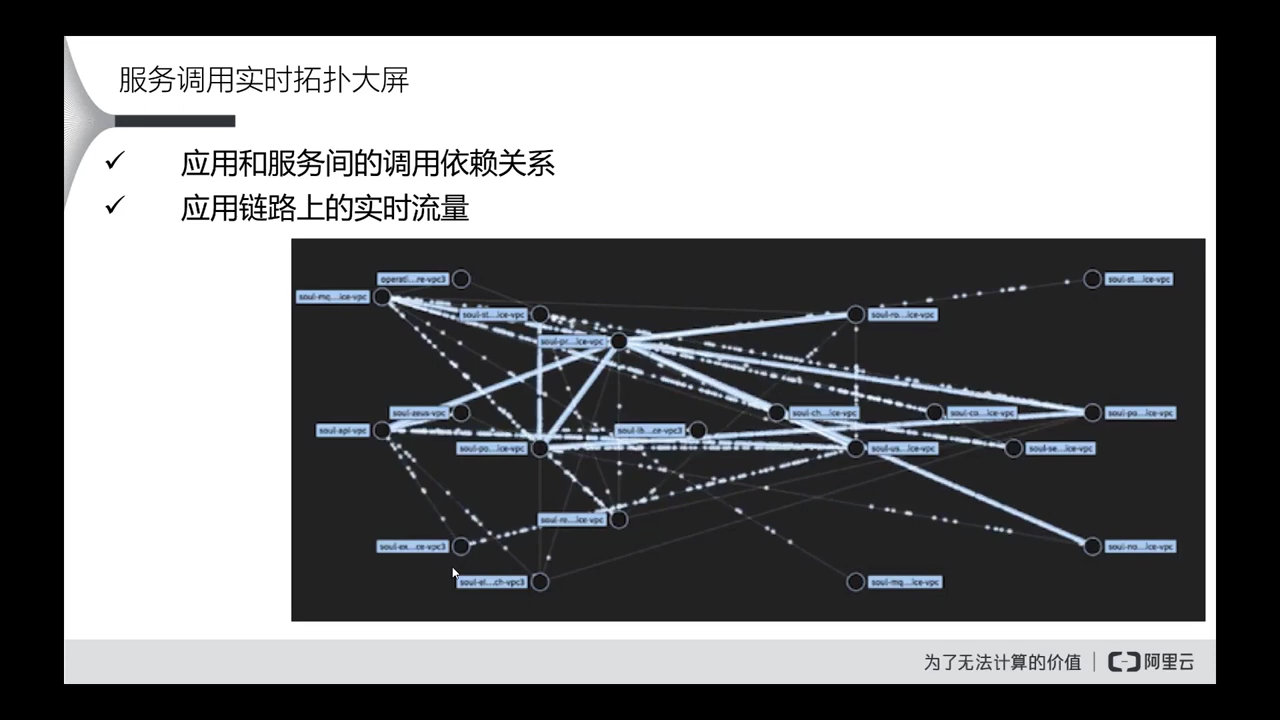 服务调用实时拓扑大屏
✓ 应用和服务间的调用依赖关系
✓ 应用链路上的实时流量
operati...re-vpc3
soul-mq...ice-vpc
soul-st...ice-vpc
soul-pr...ice-vpc
soul-ro...ice-vpc
soul-st...ice-vpc
soul-zeus-vpc
soul-api-vpc
soul-po...ice-vpc
soul-ib...ce-vpc3
soul-ch...ice-vpc
soul-co...ice-vpc
soul-po...ice-vpc
soul-us...ice-vpc
soul-se...ice-vpc
soul-re...ice-vpc
soul-ex...ce-vpc3
soul-el...ch-vpc3
soul-mq...ice-vpc
soul-no...ice-vpc
为了无法计算的价值
阿里云